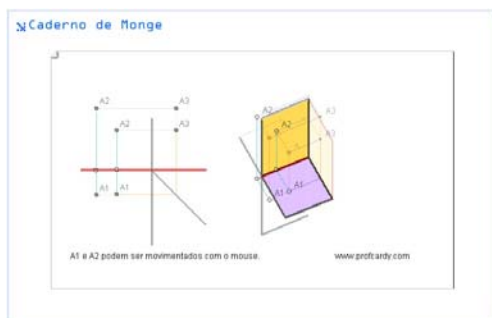 Caderno de Monge
A2 A3
A2 A3
A1 A1
A2 A3
A2 A3
A1 A1
A1 e A2 podem ser movimentados com o mouse.
www.profcardy.com